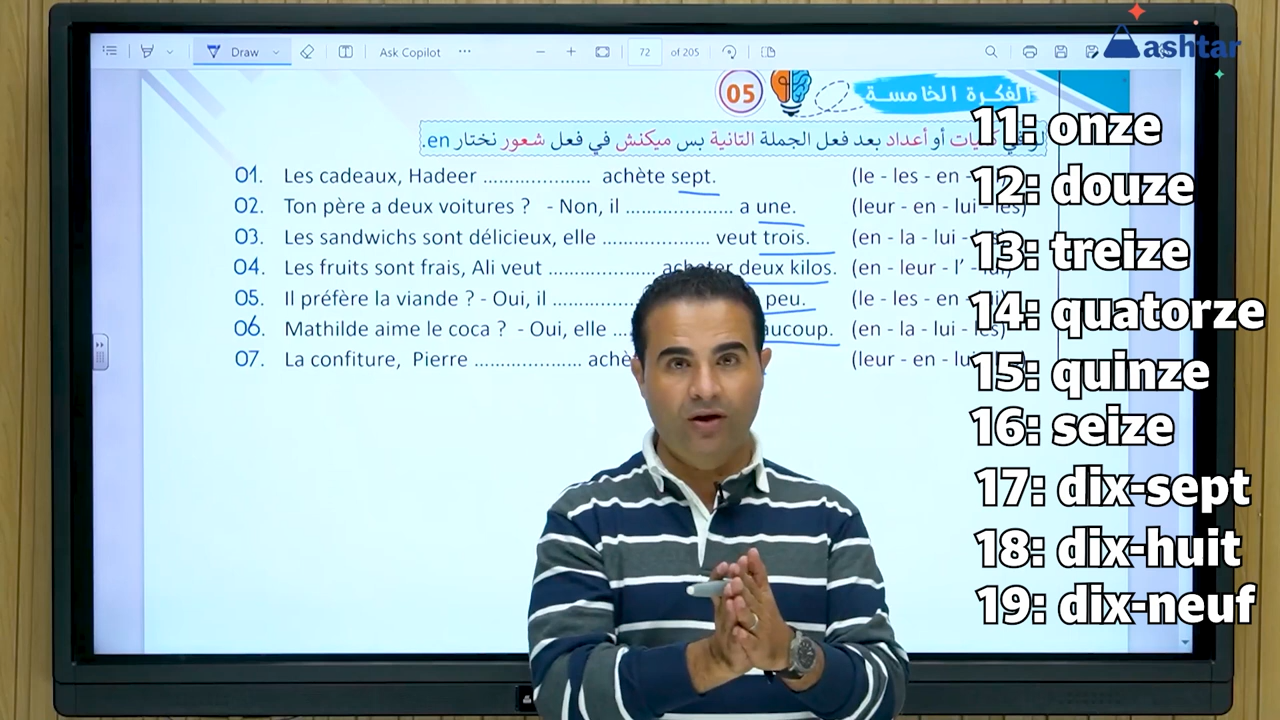 Draw
Ask Copilot
72 of 205
ashtar
05 الفكرة الخامسة
أو أعداد بعد فعل الجملة التانية بس ميكنش في فعل شعور نختار en.
01. Les cadeaux, Hadeer .................... achète sept. (le - les - en -
02. Ton père a deux voitures ? - Non, il .................... a une. (leur - en - lui - les)
03. Les sandwichs sont délicieux, elle .................... veut trois. (en - la - lui -
04. Les fruits sont frais, Ali veut .................... acheter deux kilos. (en - leur - l' - lui)
05. Il préfère la viande ? - Oui, il .................... peu. (le - les - en -
06. Mathilde aime le coca ? - Oui, elle .... (en - la - lui - les)
07. La confiture, Pierre .................... (leur - en -
11: onze
12: douze
13: treize
14: quatorze
15: quinze
16: seize
17: dix-sept
18: dix-huit
19: dix-neuf